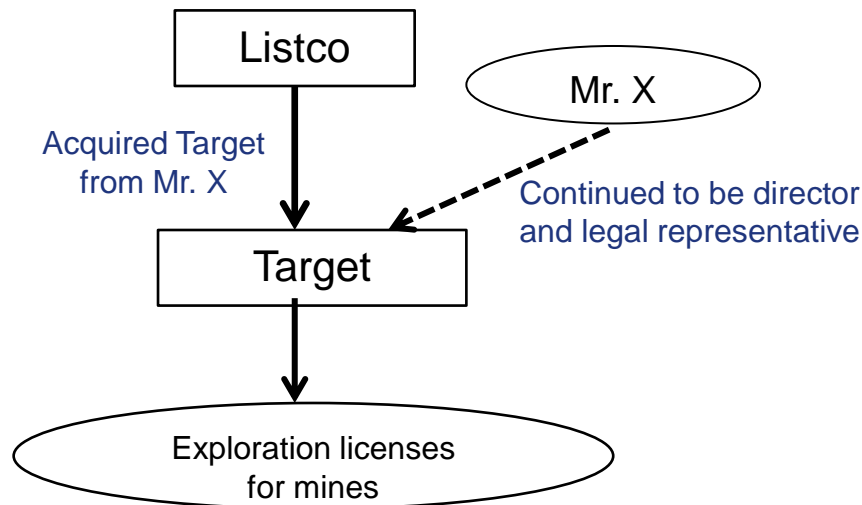 Listco
Mr. X
Acquired Target
from Mr. X
Continued to be director
and legal representative
Target
Exploration licenses
for mines